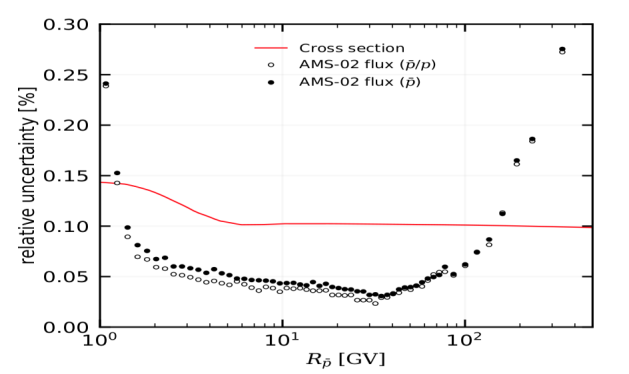 relative uncertainty [%]
0.30
0.25
0.20
0.15
0.10
0.05
0.00
Cross section
AMS-02 flux (p̄/p)
AMS-02 flux (p̄)
10⁰ 10¹ 10²
R_p̄ [GV]